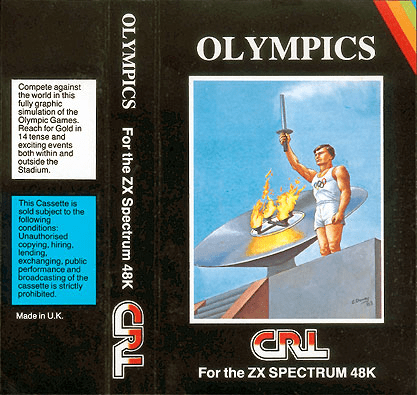 Compete against
the world in this
fully graphic
simulation of the
Olympic Games.
Reach for Gold in
14 tense and
exciting events
both within and
outside the
Stadium.
This Cassette is
sold subject to the
following
conditions:
Unauthorised
copying, hiring,
lending,
exchanging, public
performance and
broadcasting of the
cassette is strictly
prohibited.
Made in U.K.
OLYMPICS For the ZX Spectrum 48K CRL
OLYMPICS
CRL
For the ZX SPECTRUM 48K